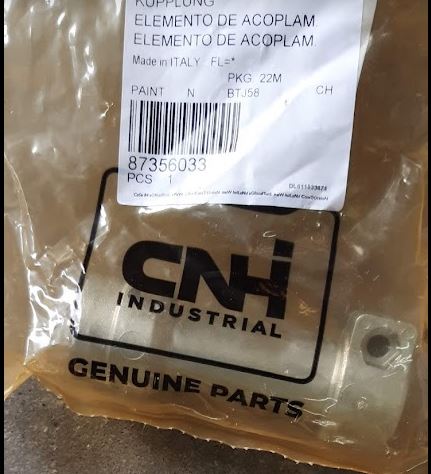 KUPPLUNG
ELEMENTO DE ACOPLAM.
ELEMENTO DE ACOPLAM.
Made in ITALY FL=*
PKG. 22M
PAINT N BTJ58 CH
87356033
PCS 1
CNH
INDUSTRIAL
GENUINE PARTS